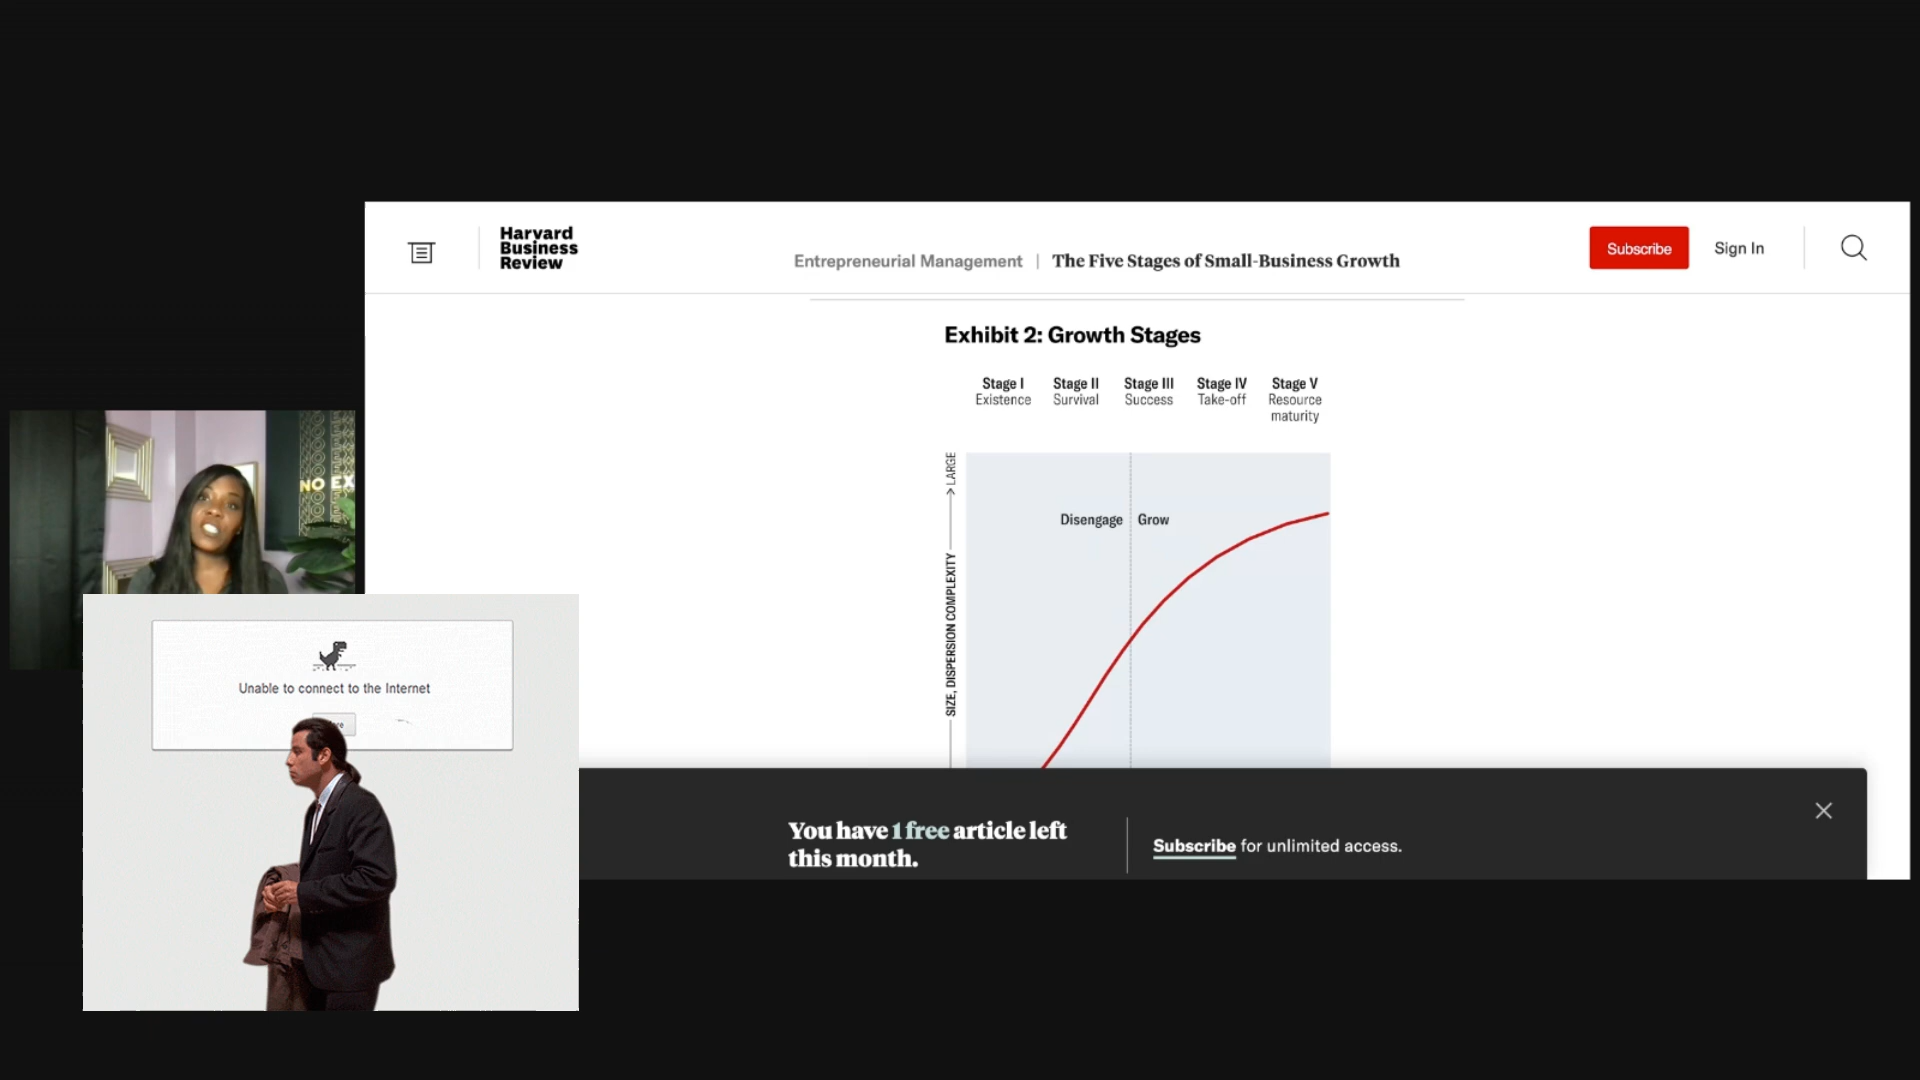 Harvard
Business
Review
Entrepreneurial Management | The Five Stages of Small-Business Growth
Subscribe
Sign In
Exhibit 2: Growth Stages
Stage I
Existence
Stage II
Survival
Stage III
Success
Stage IV
Take-off
Stage V
Resource
maturity
SIZE, DISPERSION COMPLEXITY
LARGE
Disengage
Grow
NO EX
Unable to connect to the Internet
You have 1 free article left
this month.
Subscribe for unlimited access.